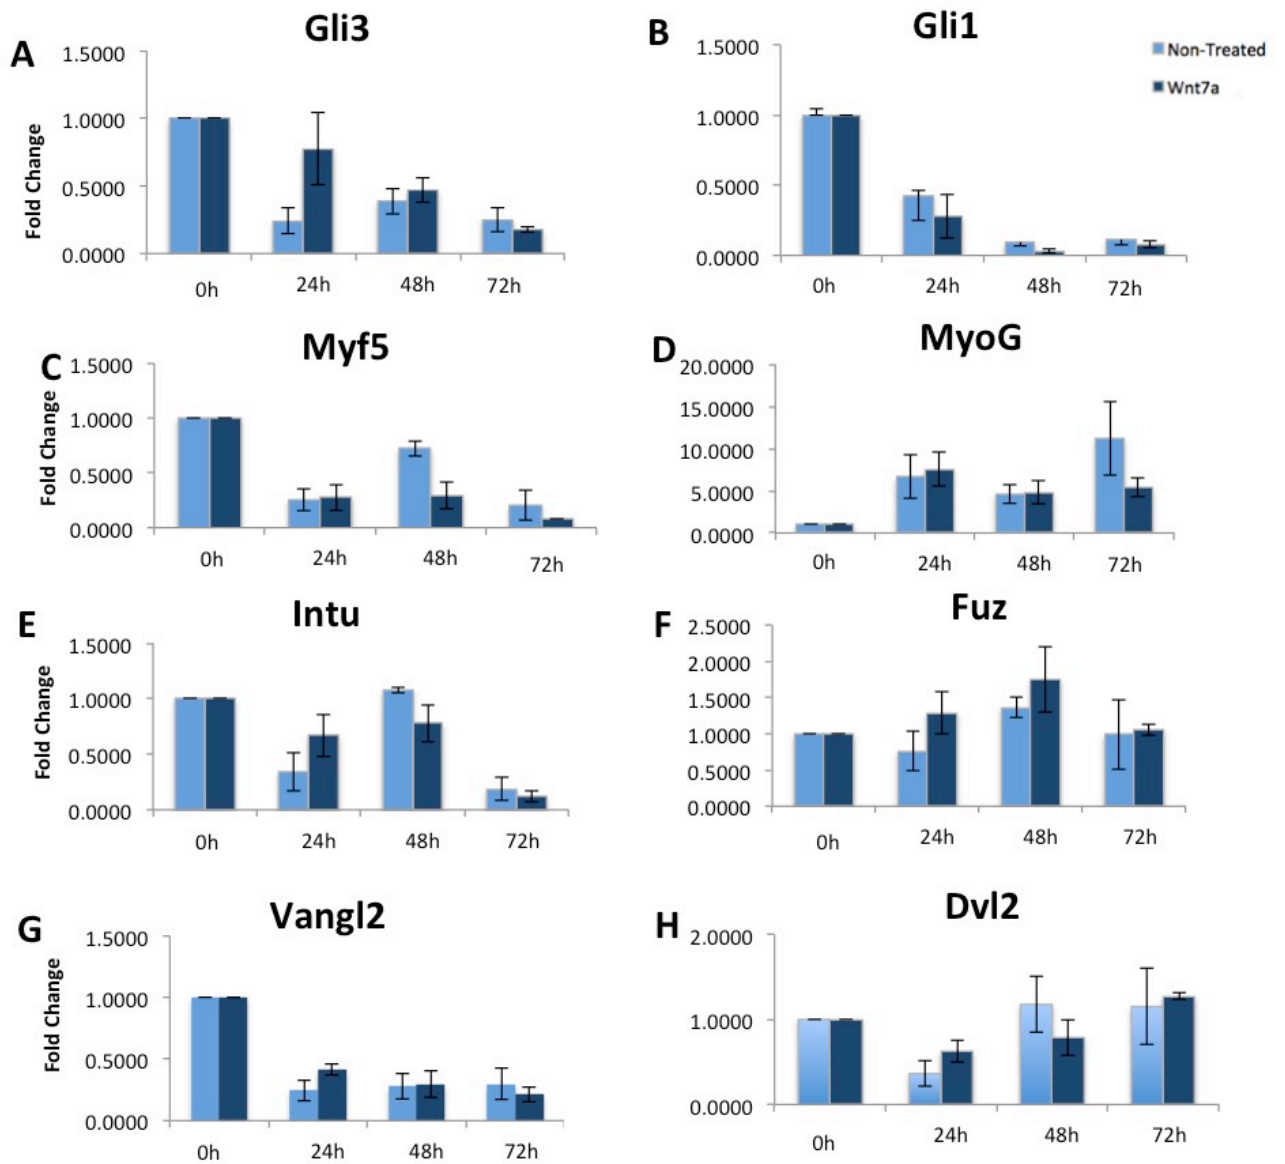 A
Gli3
1.5000
1.0000
0.5000
0.0000
Fold Change
0h
24h
48h
72h
B
Gli1
1.5000
1.0000
0.5000
0.0000
0h
24h
48h
72h
Non-Treated
Wnt7a
C
Myf5
1.5000
1.0000
0.5000
0.0000
Fold Change
0h
24h
48h
72h
D
MyoG
20.0000
15.0000
10.0000
5.0000
0.0000
0h
24h
48h
72h
E
Intu
1.5000
1.0000
0.5000
0.0000
Fold Change
0h
24h
48h
72h
F
Fuz
2.5000
2.0000
1.5000
1.0000
0.5000
0.0000
0h
24h
48h
72h
G
Vangl2
1.5000
1.0000
0.5000
0.0000
Fold Change
0h
24h
48h
72h
H
Dvl2
2.0000
1.0000
0.0000
0h
24h
48h
72h